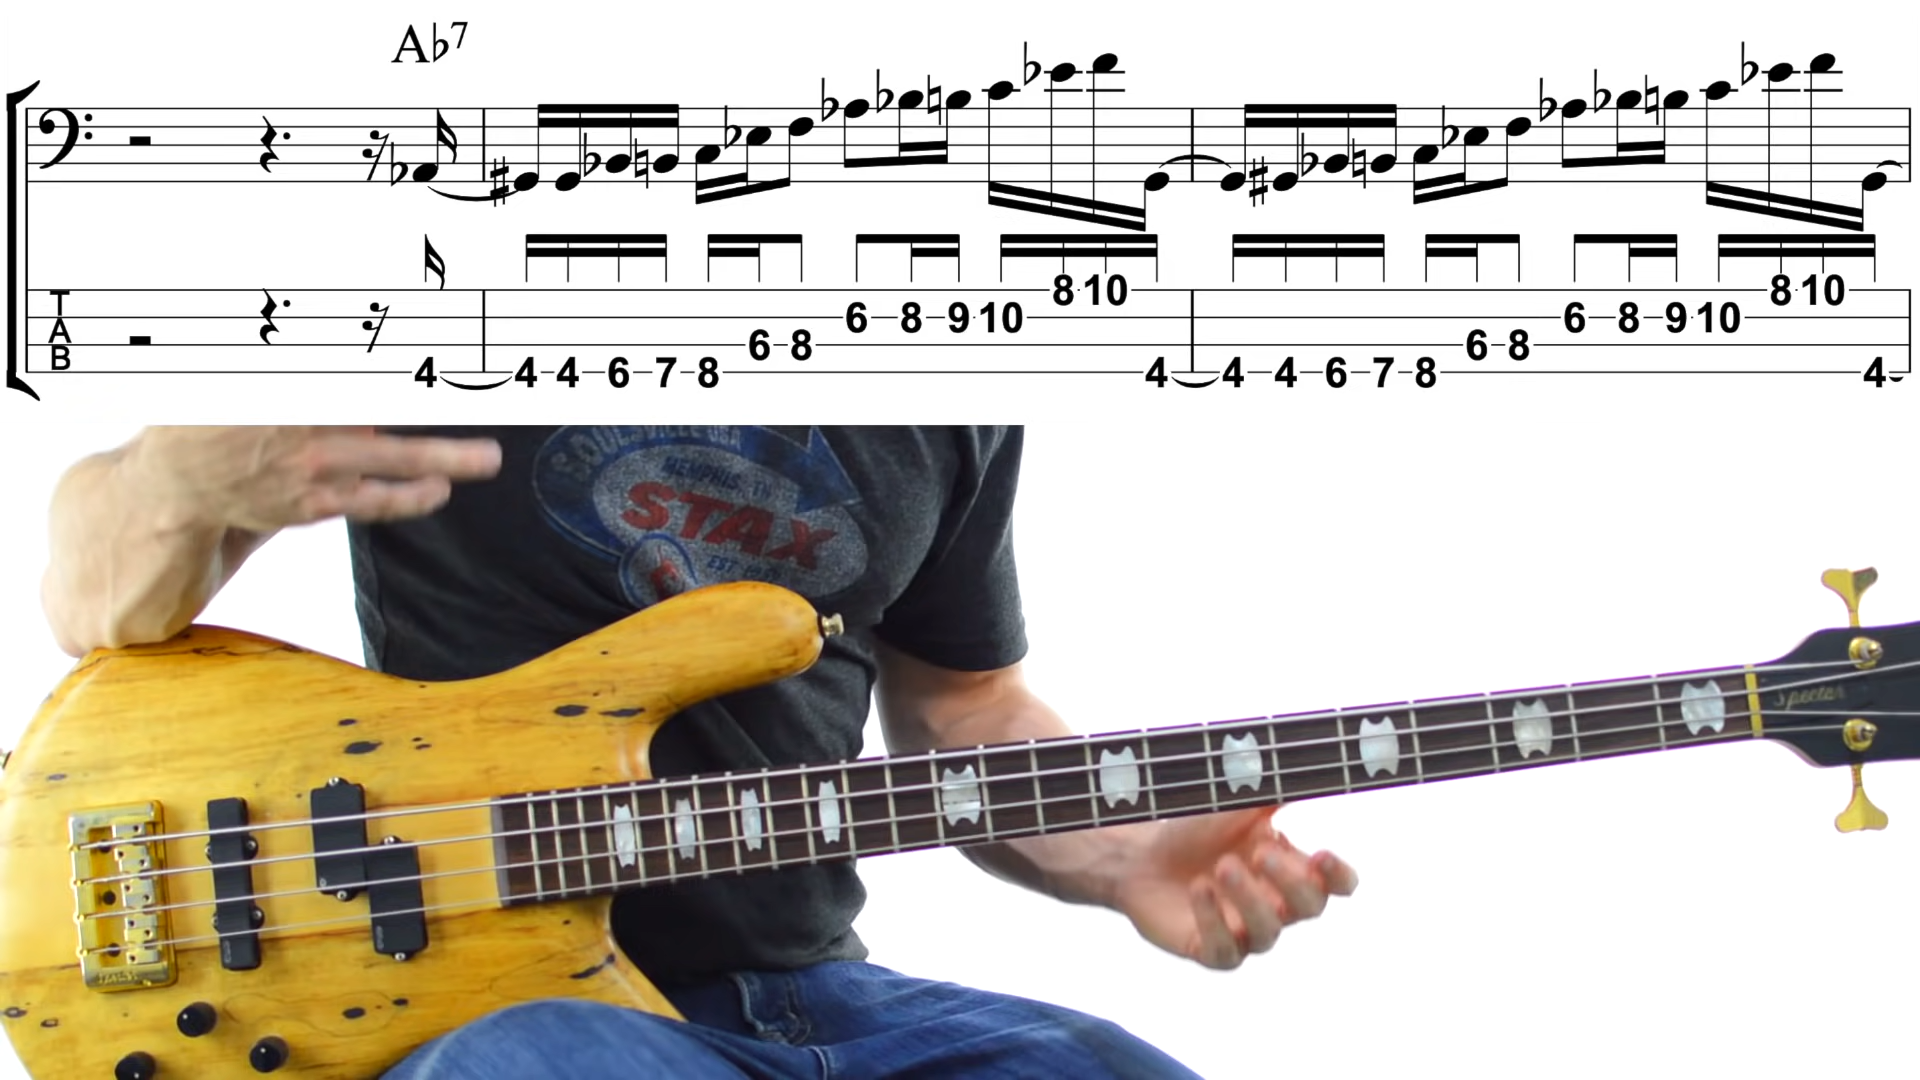 A♭7
8 10 8 10
6 8 9 10 6 8 9 10
T A B 6 8 6 8
4 4 4 6 7 8 4 4 4 6 7 8 4
SOULSVILLE USA
MEMPHIS, TN
STAX
Spector